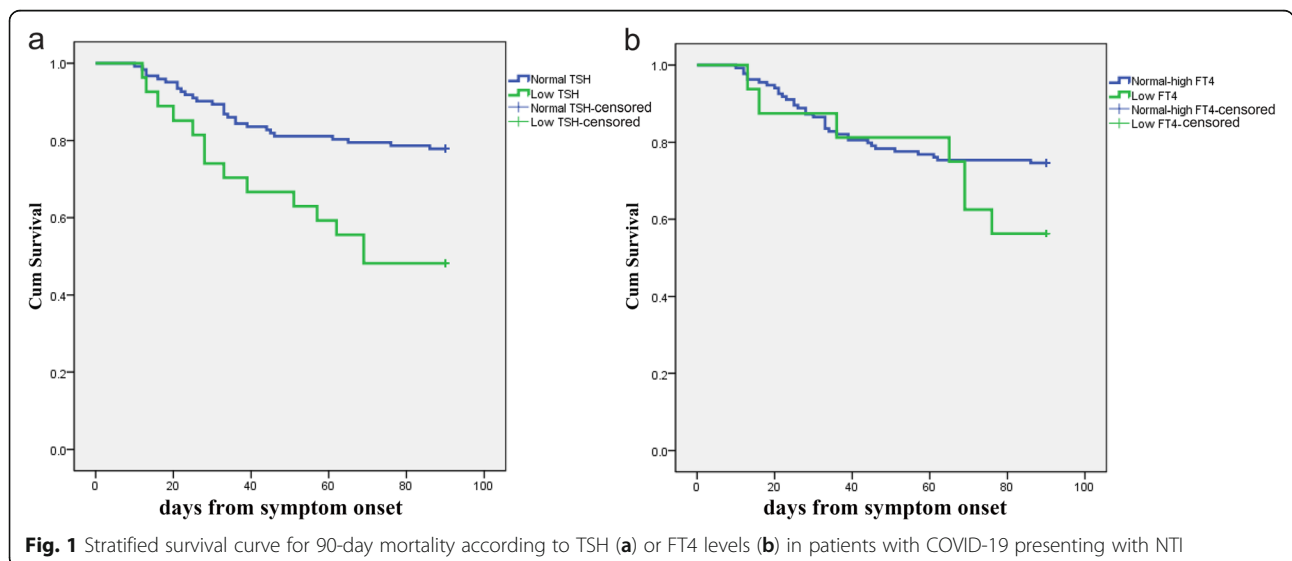 a
1.0
0.8
0.6
0.4
0.2
0.0
Cum Survival
0 20 40 60 80 100
days from symptom onset
Normal TSH
Low TSH
Normal TSH-censored
Low TSH-censored
b
1.0
0.8
0.6
0.4
0.2
0.0
Cum Survival
0 20 40 60 80 100
days from symptom onset
Normal-high FT4
Low FT4
Normal-high FT4-censored
Low FT4-censored
Fig. 1 Stratified survival curve for 90-day mortality according to TSH (a) or FT4 levels (b) in patients with COVID-19 presenting with NTI